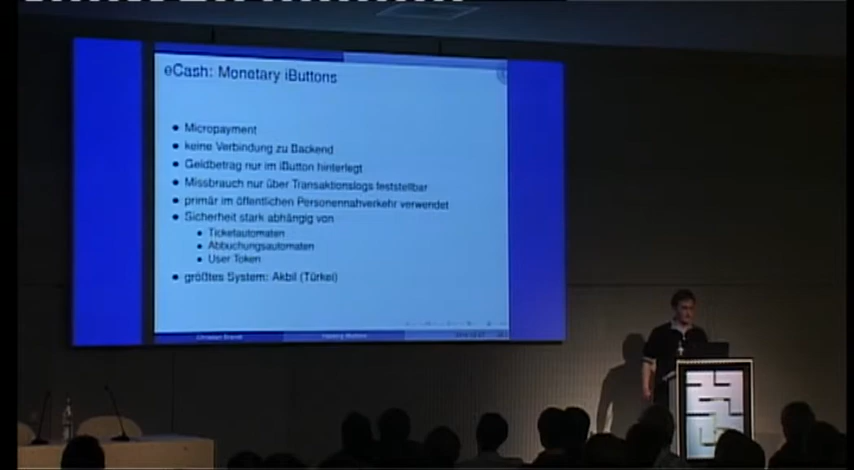 eCash: Monetary iButtons
• Micropayment
• keine Verbindung zu Backend
• Geldbetrag nur im iButton hinterlegt
• Missbrauch nur über Transaktionslogs feststellbar
• primär im öffentlichen Personennahverkehr verwendet
• Sicherheit stark abhängig von
• Ticketautomaten
• Abbuchungsautomaten
• User Token
• größtes System: Akbil (Türkei)